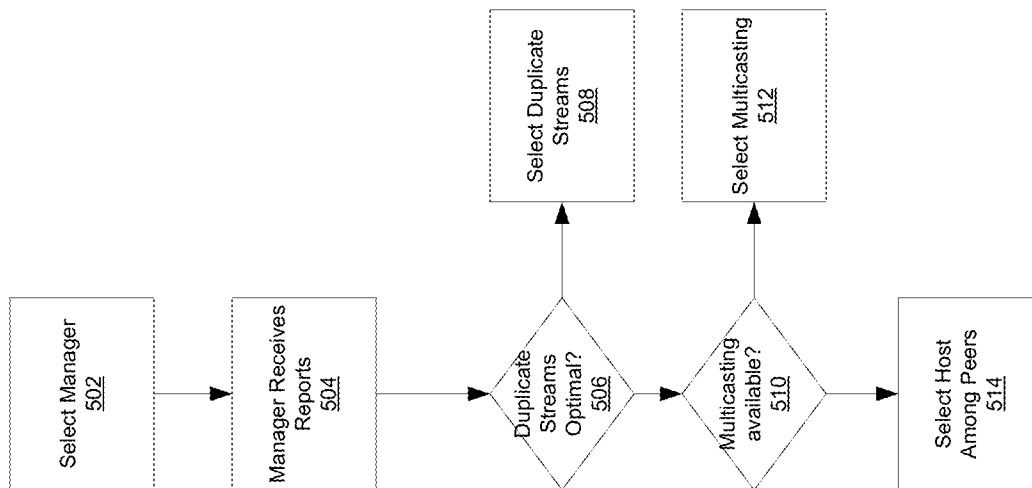 Select Manager
502
Manager Receives
Reports
504
Duplicate
Streams
Optimal?
506
Select Duplicate
Streams
508
Multicasting
available?
510
Select Multicasting
512
Select Host
Among Peers
514